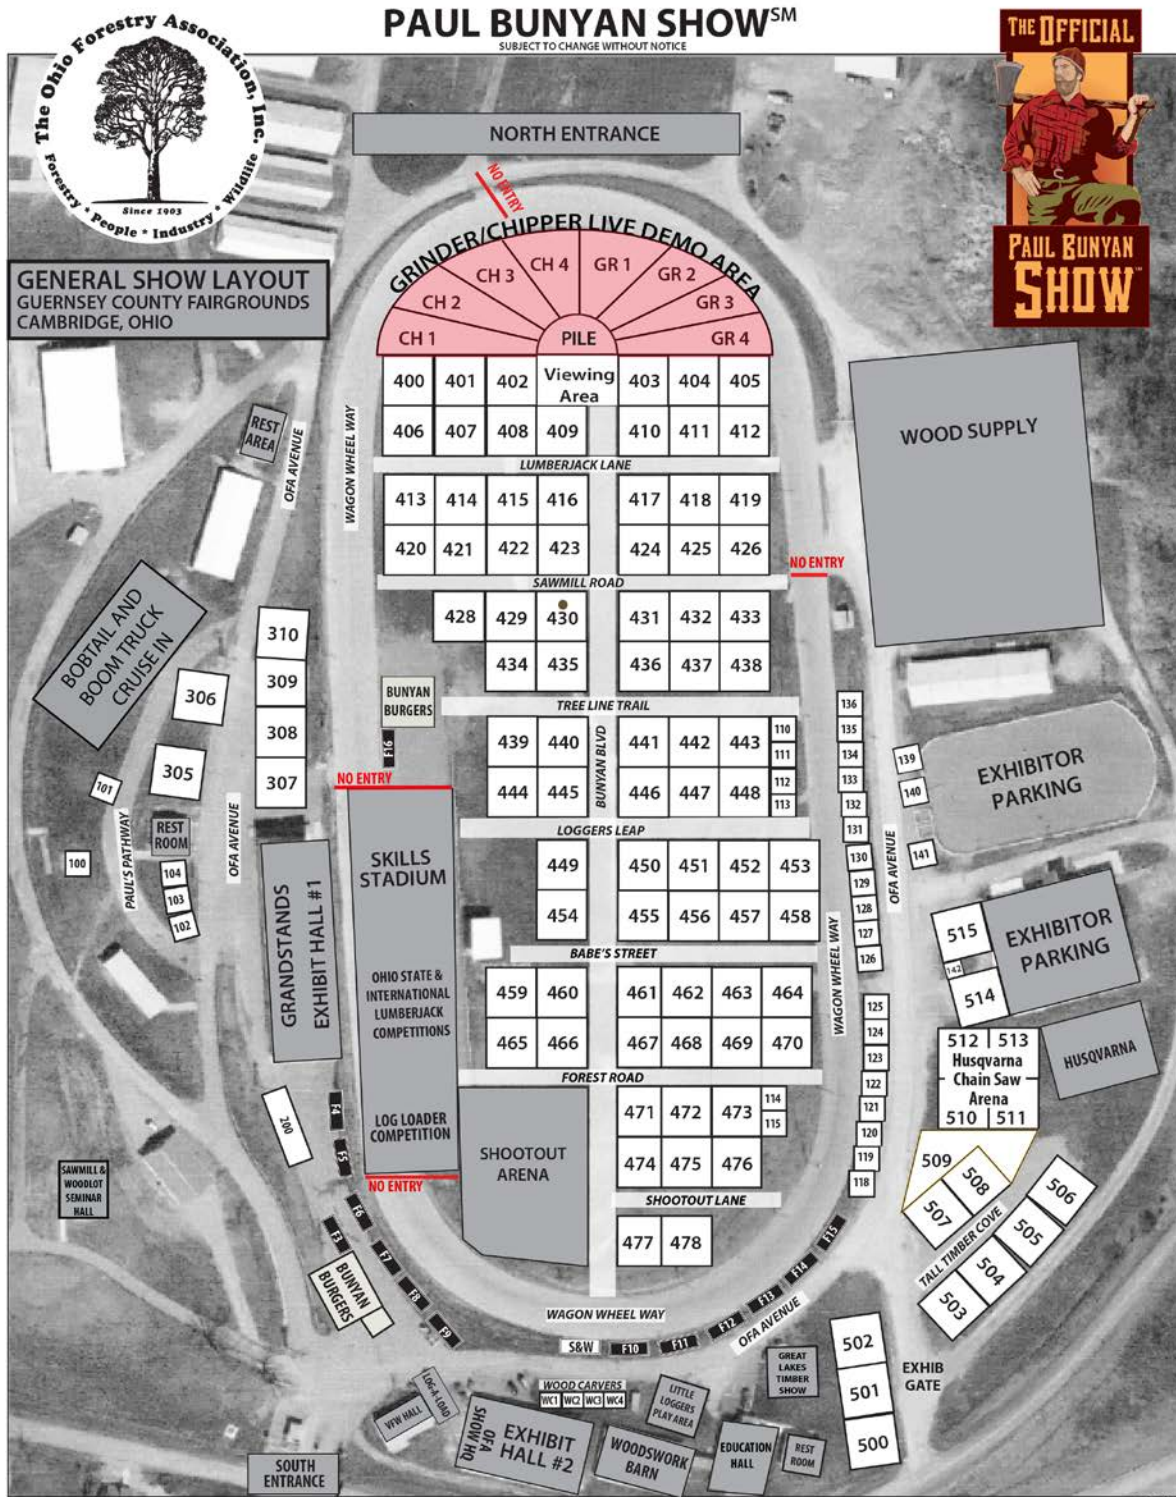 PAUL BUNYAN SHOW℠
SUBJECT TO CHANGE WITHOUT NOTICE
The Ohio Forestry Association, Inc.
Forestry * People * Industry * Wildlife
Since 1903
THE OFFICIAL
PAUL BUNYAN
SHOW™
GENERAL SHOW LAYOUT
GUERNSEY COUNTY FAIRGROUNDS
CAMBRIDGE, OHIO
NORTH ENTRANCE
NO ENTRY
GRINDER/CHIPPER LIVE DEMO AREA
CH 1
CH 2
CH 3
CH 4
GR 1
GR 2
GR 3
GR 4
PILE
400 401 402
Viewing
Area
403 404 405
406 407 408 409 410 411 412
LUMBERJACK LANE
413 414 415 416 417 418 419
420 421 422 423 424 425 426
SAWMILL ROAD
NO ENTRY
428 429 430 431 432 433
434 435 436 437 438
TREE LINE TRAIL
439 440 441 442 443
110
111
444 445 446 447 448
112
113
BUNYAN BLVD
LOGGERS LEAP
449 450 451 452 453
454 455 456 457 458
BABE'S STREET
459 460 461 462 463 464
465 466 467 468 469 470
FOREST ROAD
471 472 473
114
115
474 475 476
SHOOTOUT LANE
477 478
WAGON WHEEL WAY
REST
AREA
OFA AVENUE
BOBTAIL AND
BOOM TRUCK
CRUISE IN
310
309
308
307
306
305
101
100
REST
ROOM
104
103
102
PAUL'S PATHWAY
OFA AVENUE
BUNYAN
BURGERS
F16
NO ENTRY
SKILLS
STADIUM
OHIO STATE &
INTERNATIONAL
LUMBERJACK
COMPETITIONS
LOG LOADER
COMPETITION
NO ENTRY
GRANDSTANDS
EXHIBIT HALL #1
200
SHOOTOUT
ARENA
SAWMILL &
WOODLOT
SEMINAR
HALL
WOOD SUPPLY
136
135
134
133
132
131
130
129
128
127
126
125
124
123
122
121
120
119
118
139
140
141
EXHIBITOR
PARKING
OFA AVENUE
WAGON WHEEL WAY
515
142
514
EXHIBITOR
PARKING
HUSQVARNA
512 513
Husqvarna
Chain Saw
Arena
510 511
509
508
507
506
505
504
503
TALL TIMBER COVE
F4
F5
F6
F3
F7
F8
F9
BUNYAN
BURGERS
WAGON WHEEL WAY
S&W
F10
F11
F12
F13
F14
F15
OFA AVENUE
502
501
500
EXHIB
GATE
GREAT
LAKES
TIMBER
SHOW
WOOD CARVERS
WC1 WC2 WC3 WC4
LITTLE
LOGGERS
PLAY AREA
LOG-A-LOAD
VFW HALL
OFA
SHOW HQ
EXHIBIT
HALL #2
WOODSWORK
BARN
EDUCATION
HALL
REST
ROOM
SOUTH
ENTRANCE